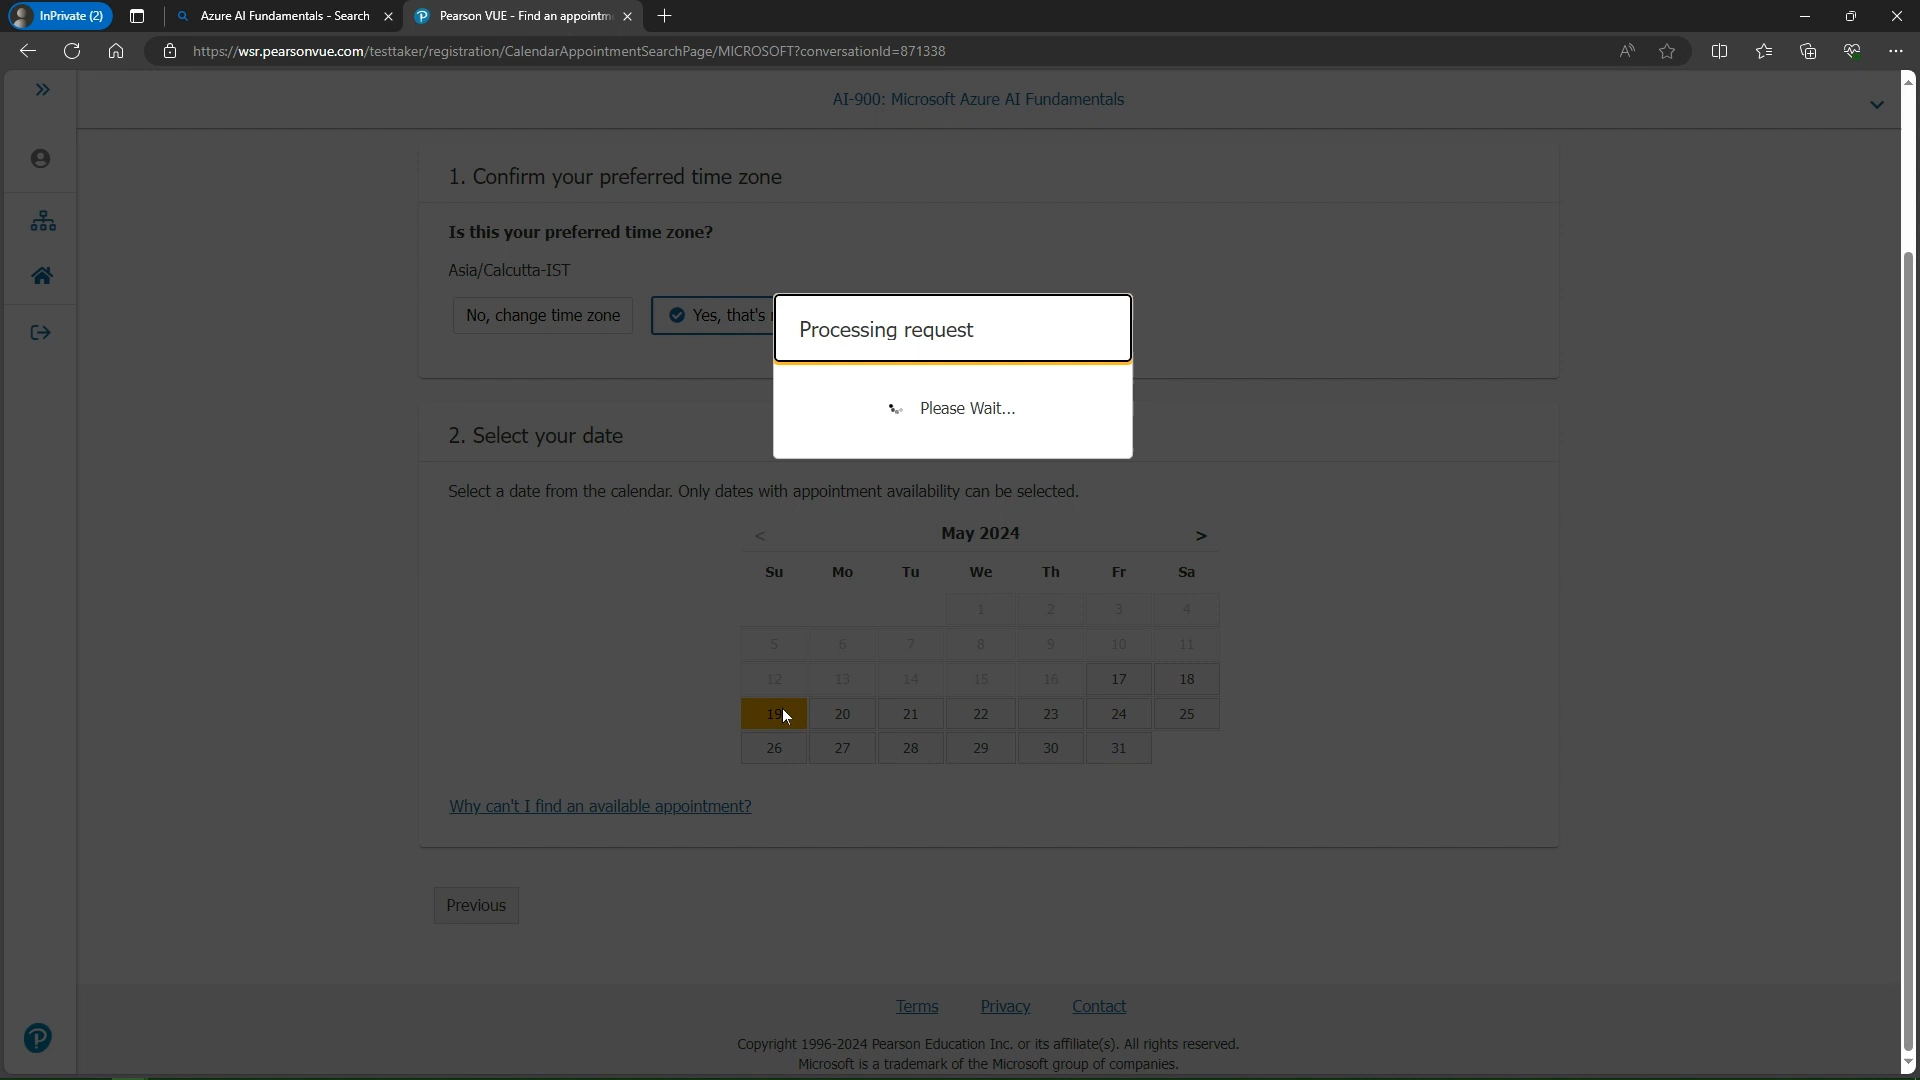 InPrivate (2)
Azure AI Fundamentals - Search
Pearson VUE - Find an appointm
https://wsr.pearsonvue.com/testtaker/registration/CalendarAppointmentSearchPage/MICROSOFT?conversationId=871338
AI-900: Microsoft Azure AI Fundamentals
1. Confirm your preferred time zone
Is this your preferred time zone?
Asia/Calcutta-IST
No, change time zone
Yes, that's
Processing request
Please Wait...
2. Select your date
Select a date from the calendar. Only dates with appointment availability can be selected.
< May 2024 >
Su Mo Tu We Th Fr Sa
1 2 3 4
5 6 7 8 9 10 11
12 13 14 15 16 17 18
19 20 21 22 23 24 25
26 27 28 29 30 31
Why can't I find an available appointment?
Previous
Terms Privacy Contact
Copyright 1996-2024 Pearson Education Inc. or its affiliate(s). All rights reserved.
Microsoft is a trademark of the Microsoft group of companies.